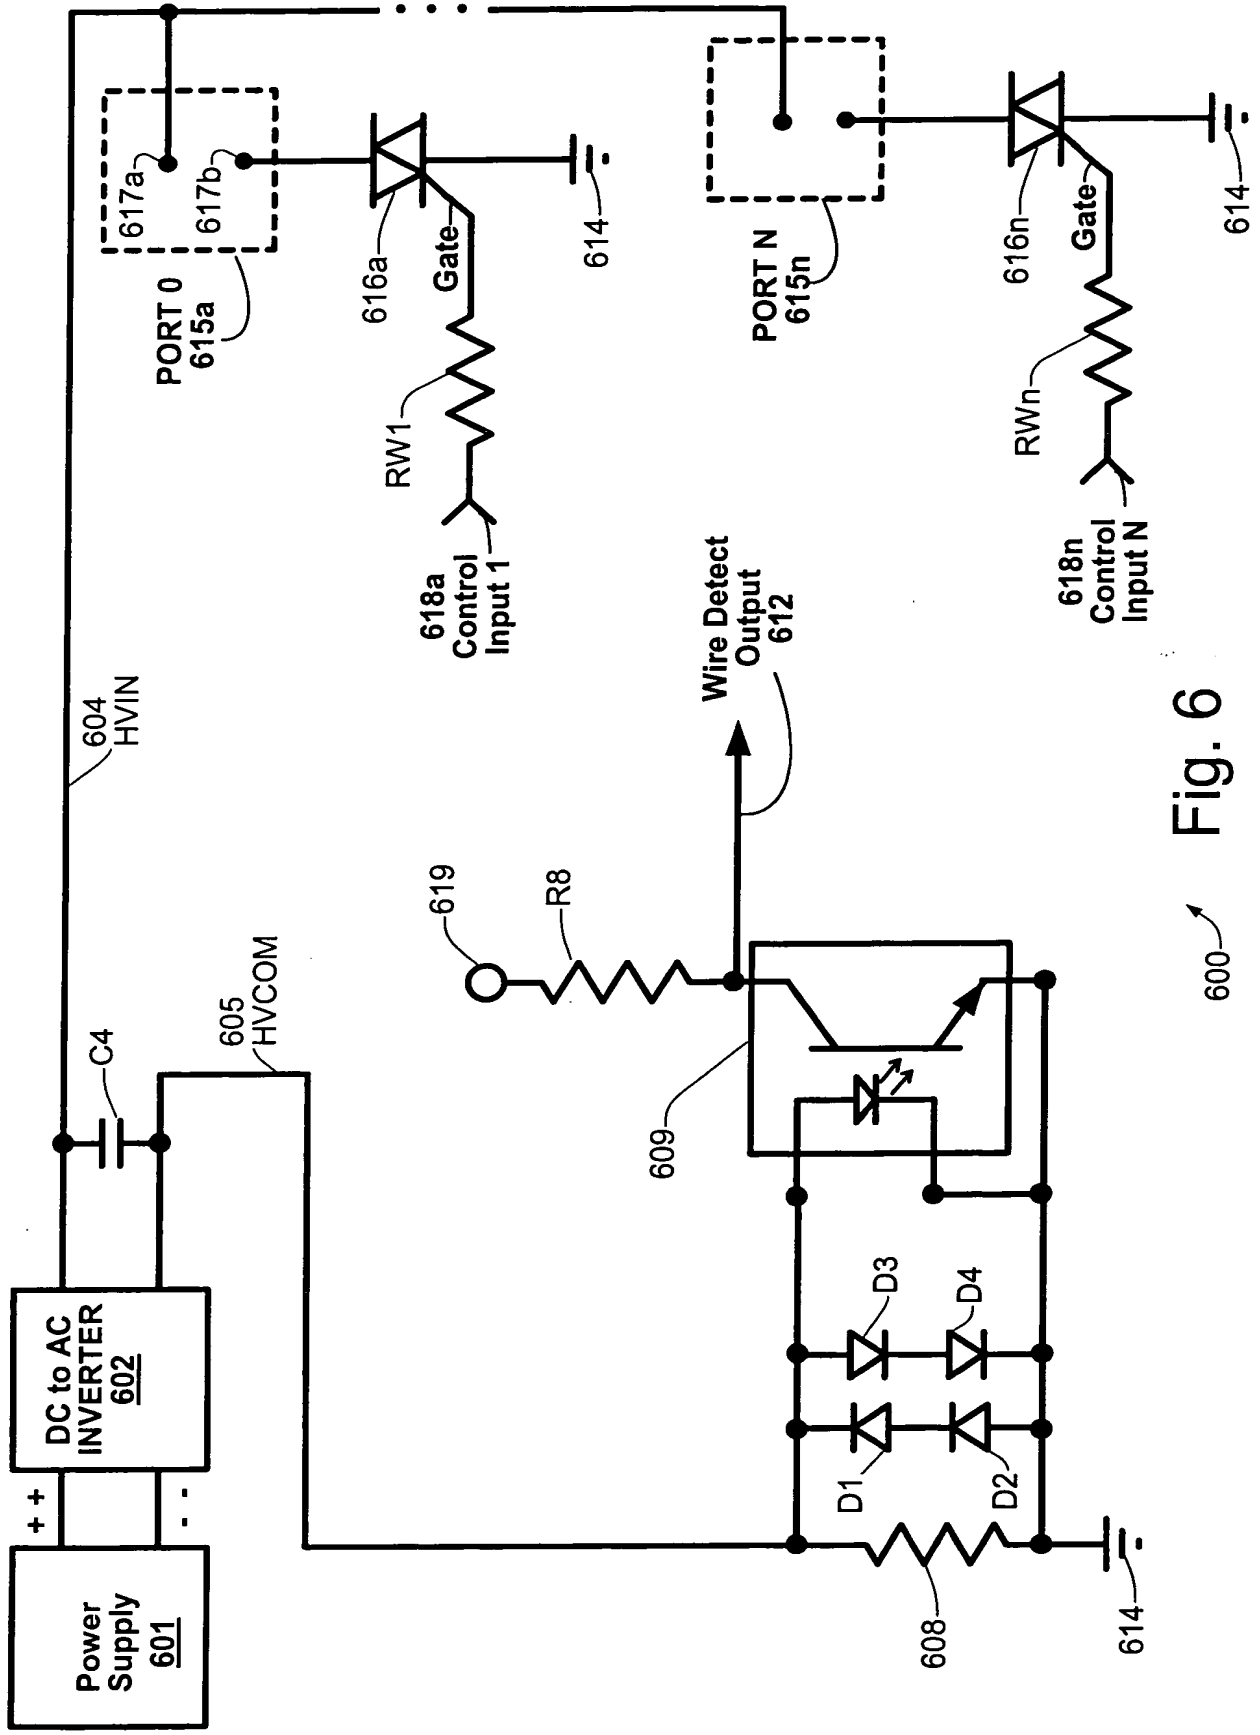 Power
Supply
601
+ +
- -
DC to AC
INVERTER
602
C4
605
HVCOM
604
HVIN
617a
617b
PORT 0
615a
616a
Gate
614
RW1
618a
Control
Input 1
PORT N
615n
616n
Gate
614
RWn
618n
Control
Input N
619
R8
Wire Detect
Output
612
609
D3
D4
D1
D2
608
614
600
Fig. 6